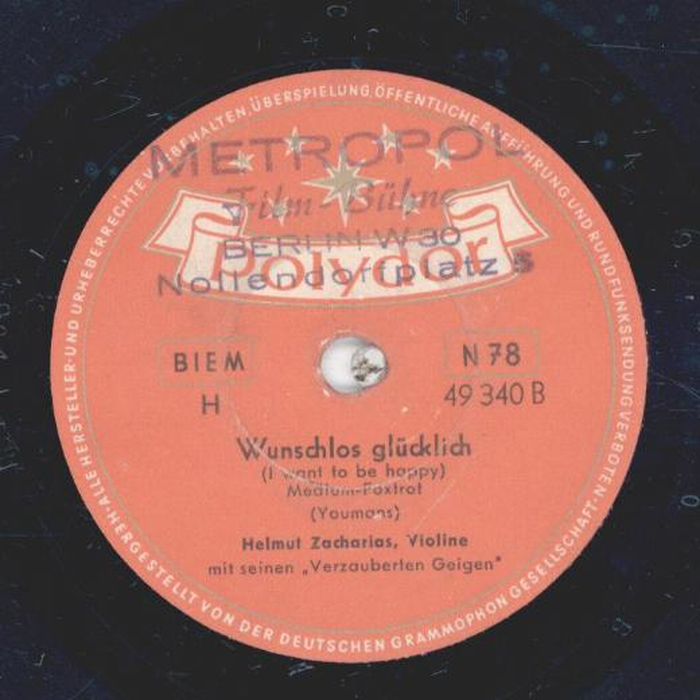 ALLE HERSTELLER-UND URHEBERRECHTE VORBEHALTEN, ÜBERSPIELUNG, ÖFFENTLICHE AUFFÜHRUNG UND RUNDFUNKSENDUNG VERBOTEN
METROPOL
Film-Bühne
BERLIN W 30
Polydor
Nollendorfplatz 5
BIEM
N 78
H
49 340 B
Wunschlos glücklich
(I want to be happy)
Medium-Foxtrot
(Youmans)
Helmut Zacharias, Violine
mit seinen „Verzauberten Geigen"
HERGESTELLT VON DER DEUTSCHEN GRAMMOPHON GESELLSCHAFT